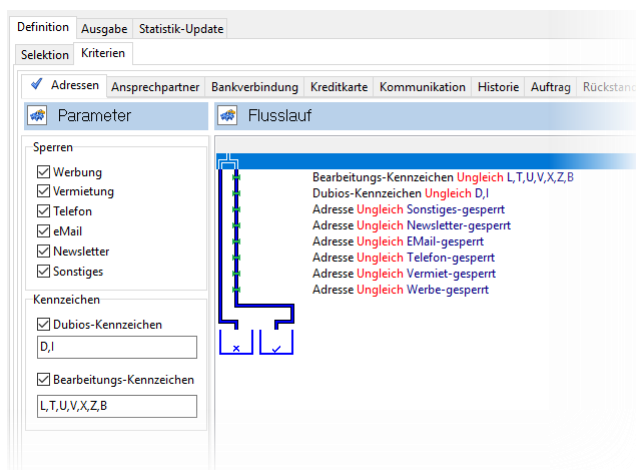 Definition Ausgabe Statistik-Update
Selektion Kriterien
Adressen Ansprechpartner Bankverbindung Kreditkarte Kommunikation Historie Auftrag Rückstand
Parameter
Flusslauf
Sperren
Werbung
Vermietung
Telefon
eMail
Newsletter
Sonstiges
Kennzeichen
Dubios-Kennzeichen
D,I
Bearbeitungs-Kennzeichen
L,T,U,V,X,Z,B
Bearbeitungs-Kennzeichen Ungleich L,T,U,V,X,Z,B
Dubios-Kennzeichen Ungleich D,I
Adresse Ungleich Sonstiges-gesperrt
Adresse Ungleich Newsletter-gesperrt
Adresse Ungleich EMail-gesperrt
Adresse Ungleich Telefon-gesperrt
Adresse Ungleich Vermiet-gesperrt
Adresse Ungleich Werbe-gesperrt